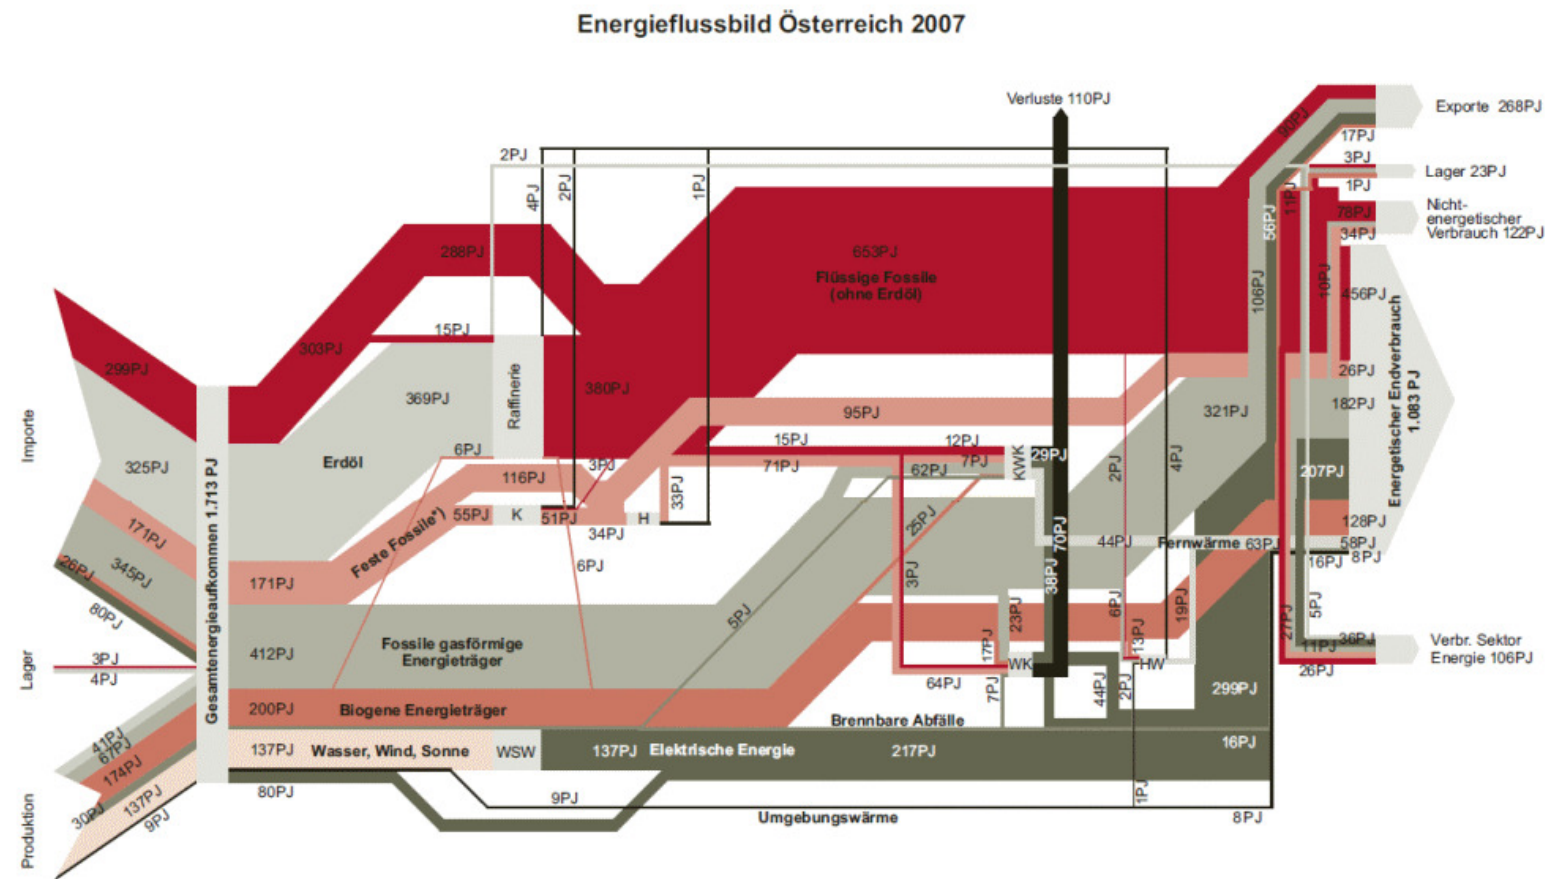 Energieflussbild Österreich 2007
Verluste 110PJ
Exporte 268PJ
90PJ
17PJ
2PJ
3PJ
Lager 23PJ
4PJ
2PJ
1PJ
11PJ
1PJ
56PJ
Nicht-
energetischer
Verbrauch 122PJ
78PJ
34PJ
288PJ
653PJ
Flüssige Fossile
(ohne Erdöl)
106PJ
10PJ
456PJ
Energetischer Endverbrauch
1.083 PJ
15PJ
303PJ
299PJ
Importe
369PJ
Raffinerie
380PJ
95PJ
26PJ
182PJ
321PJ
325PJ
Erdöl
6PJ
3PJ
15PJ
12PJ
71PJ
62PJ
7PJ
KWK
29PJ
2PJ
4PJ
207PJ
116PJ
33PJ
171PJ
Feste Fossile*)
55PJ
K
51PJ
H
34PJ
25PJ
70PJ
128PJ
44PJ
Fernwärme 63PJ
58PJ
8PJ
16PJ
345PJ
26PJ
80PJ
171PJ
6PJ
3PJ
38PJ
5PJ
23PJ
6PJ
19PJ
27PJ
5PJ
Gesamtenergieaufkommen 1.713 PJ
412PJ
Fossile gasförmige
Energieträger
17PJ
13PJ
36PJ
11PJ
26PJ
Verbr. Sektor
Energie 106PJ
Lager
3PJ
4PJ
WK
HW
64PJ
7PJ
44PJ
2PJ
299PJ
200PJ
Biogene Energieträger
Brennbare Abfälle
41PJ
67PJ
174PJ
137PJ
Wasser, Wind, Sonne
WSW
137PJ
Elektrische Energie
217PJ
16PJ
Produktion
30PJ
137PJ
9PJ
80PJ
9PJ
1PJ
Umgebungswärme
8PJ